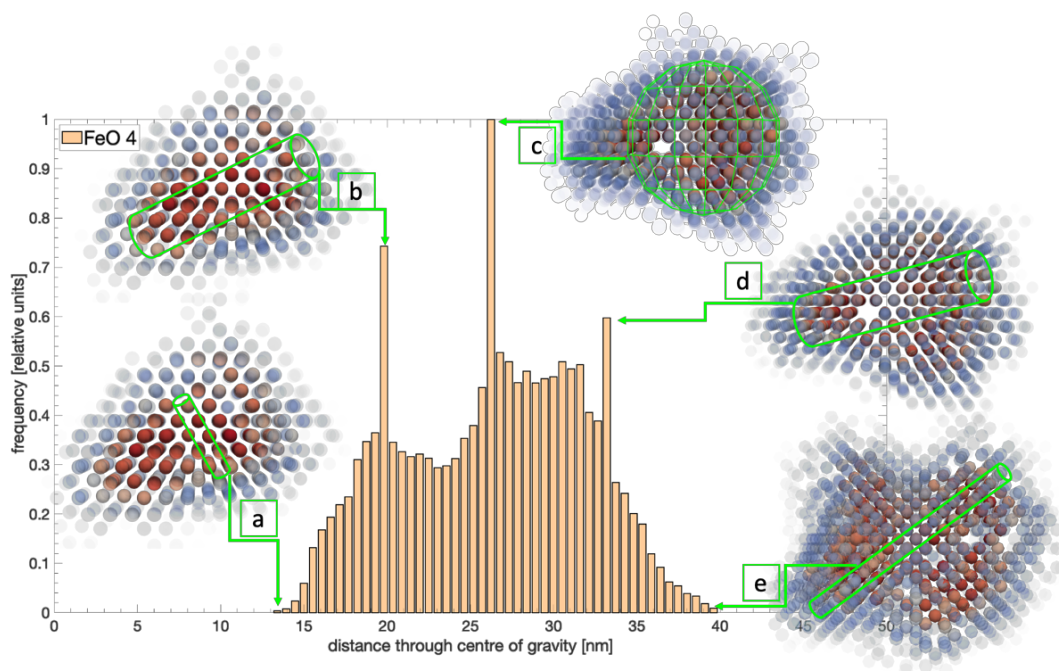 1
FeO 4
0.9
0.8
0.7
0.6
0.5
0.4
0.3
0.2
0.1
0
frequency [relative units]
0 5 10 15 20 25 30 35 40 45 50
distance through centre of gravity [nm]
a
b
c
d
e